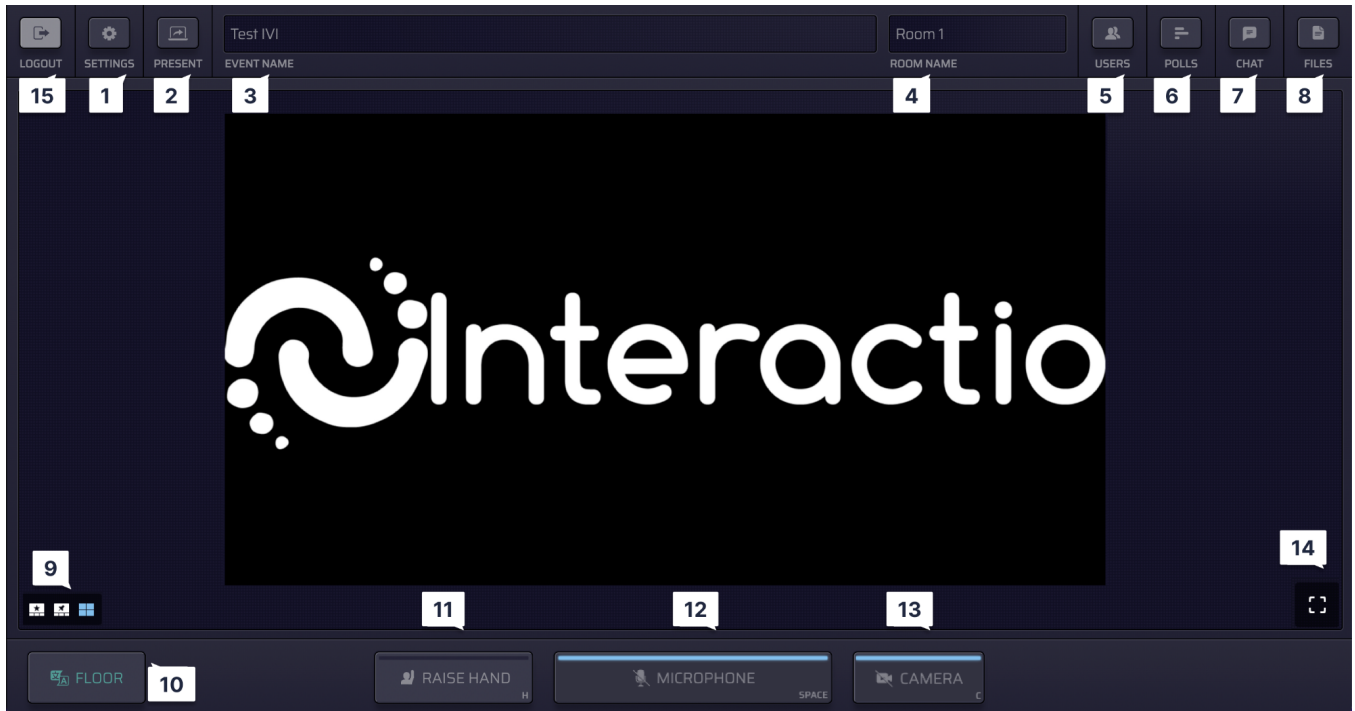 Test IVI
Room 1
LOGOUT
SETTINGS
PRESENT
EVENT NAME
ROOM NAME
USERS
POLLS
CHAT
FILES
15
1
2
3
4
5
6
7
8
Interactio
9
14
11
12
13
FLOOR
10
RAISE HAND
H
MICROPHONE
SPACE
CAMERA
C